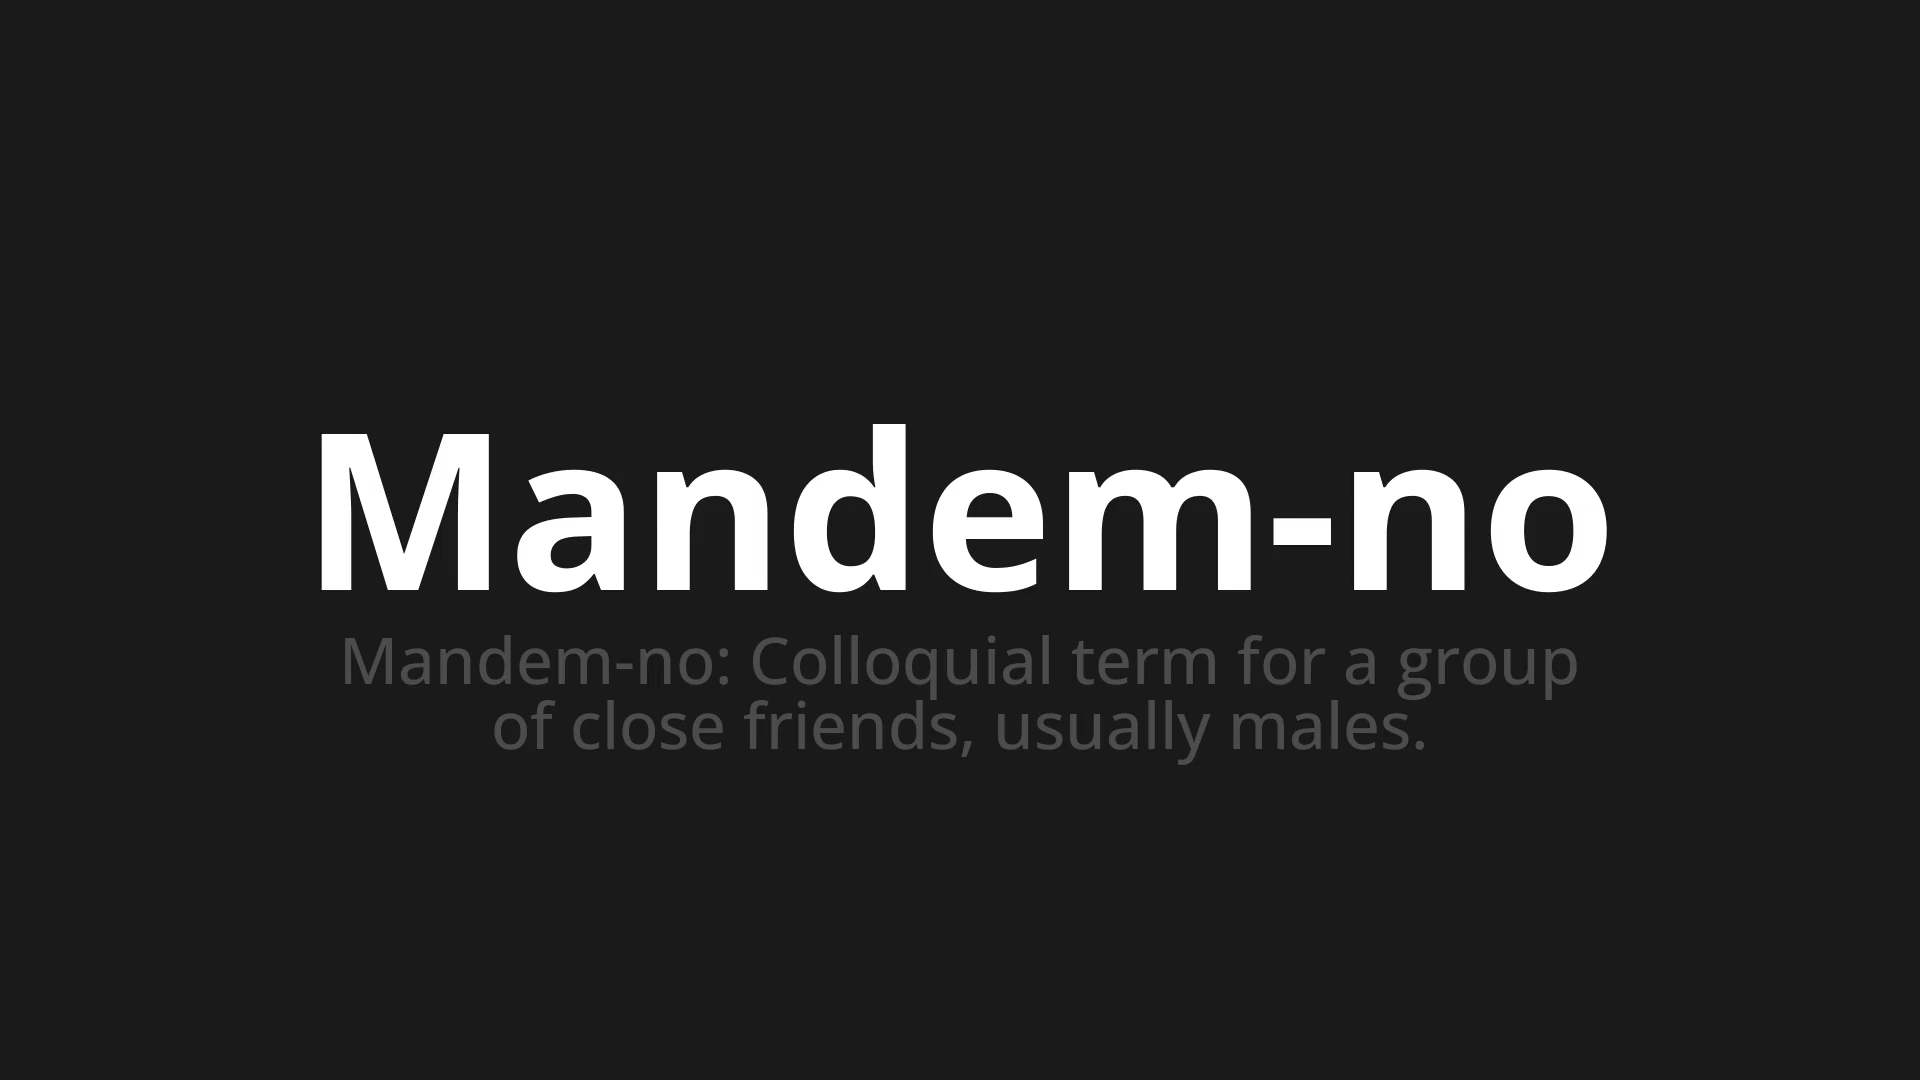 Mandem-no
Mandem-no: Colloquial term for a group
of close friends, usually males.